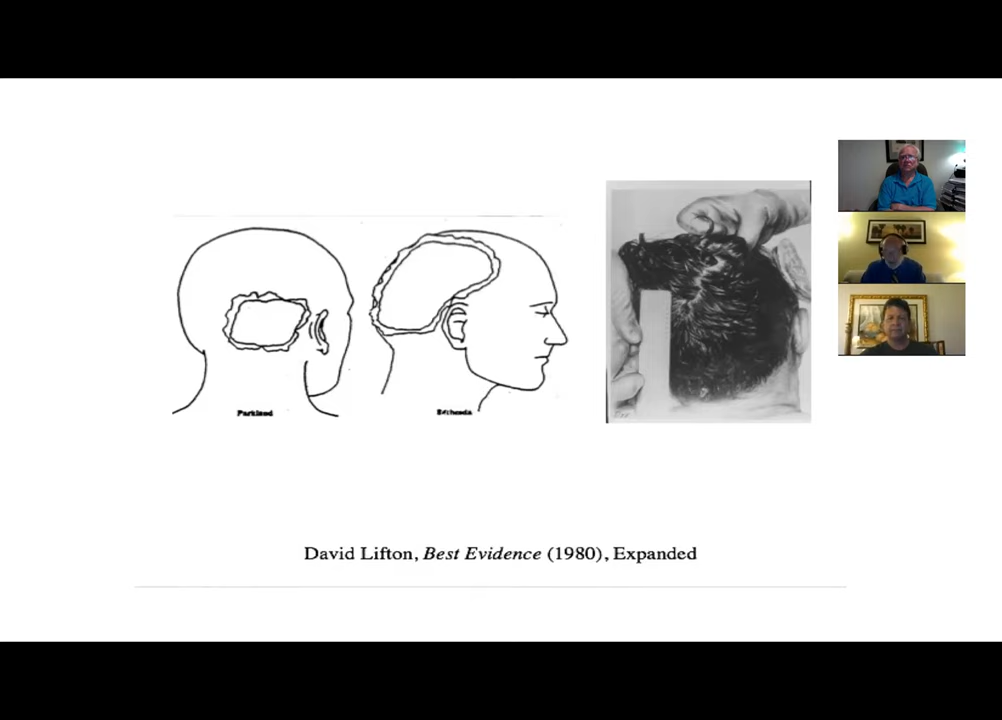 Parkland
Bethesda
David Lifton, Best Evidence (1980), Expanded